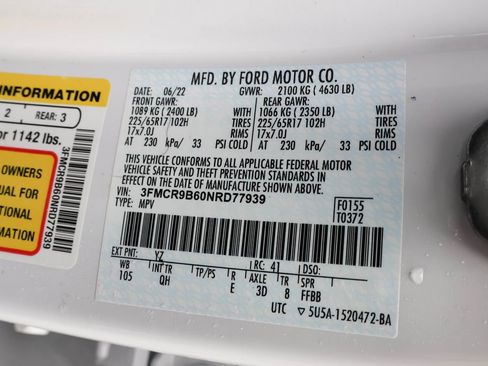 INFORMATION
2 REAR: 3
or 1142 lbs.
OWNERS
AL FOR
TIONAL
MATION
3FMCR9B60NRD77939
MFD. BY FORD MOTOR CO.
DATE: 06/22 GVWR: 2100 KG ( 4630 LB)
FRONT GAWR: REAR GAWR:
1089 KG (2400 LB) WITH 1066 KG (2350 LB) WITH
225/65R17 102H TIRES 225/65R17 102H TIRES
17x7.0J RIMS 17x7.0J RIMS
AT 230 kPa/ 33 PSI COLD AT 230 kPa/ 33 PSI COLD
THIS VEHICLE CONFORMS TO ALL APPLICABLE FEDERAL MOTOR
VEHICLE SAFETY AND THEFT PREVENTION STANDARDS IN
EFFECT ON THE DATE OF MANUFACTURE SHOWN ABOVE.
VIN: 3FMCR9B60NRD77939
TYPE: MPV
F0155
T0372
EXT PNT: YZ RC: 41 DSO:
WB INT TR TP/PS R AXLE TR SPR
105 QH E 3D 8 FFBB
UTC ▽5U5A-1520472-BA